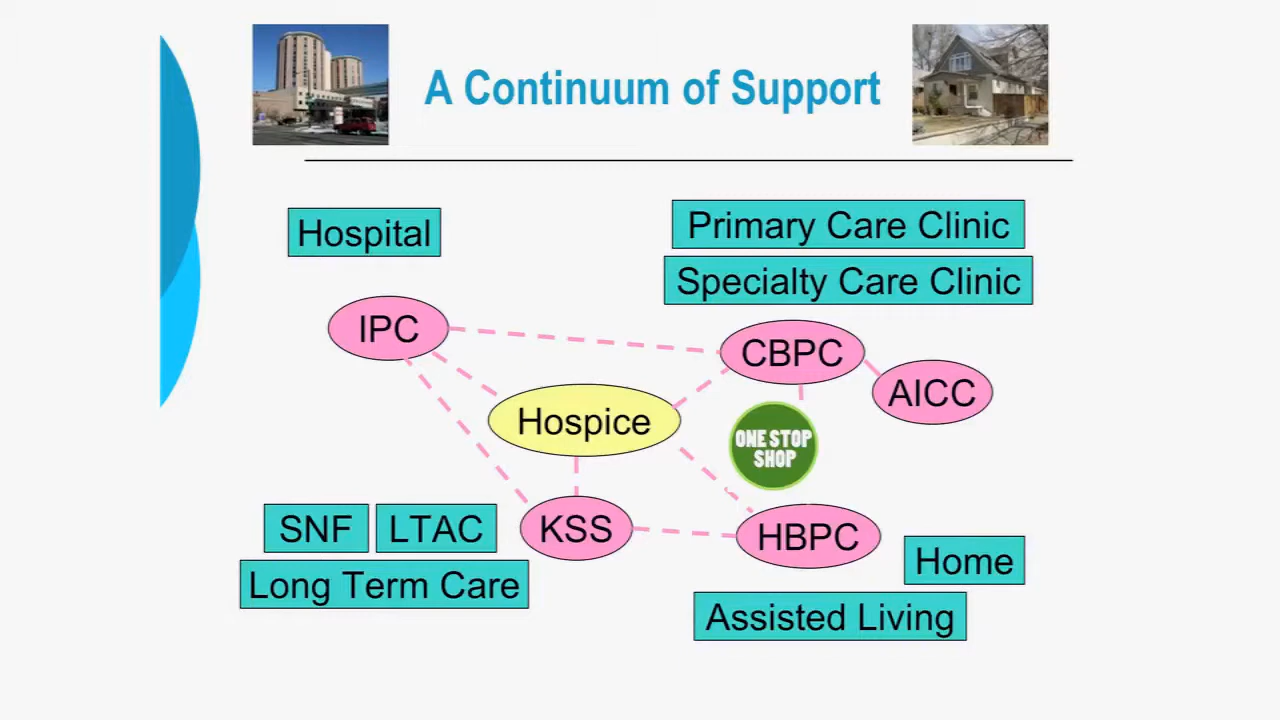 A Continuum of Support
Hospital
Primary Care Clinic
Specialty Care Clinic
IPC
CBPC
AICC
Hospice
ONE STOP
SHOP
KSS
HBPC
SNF
LTAC
Long Term Care
Home
Assisted Living